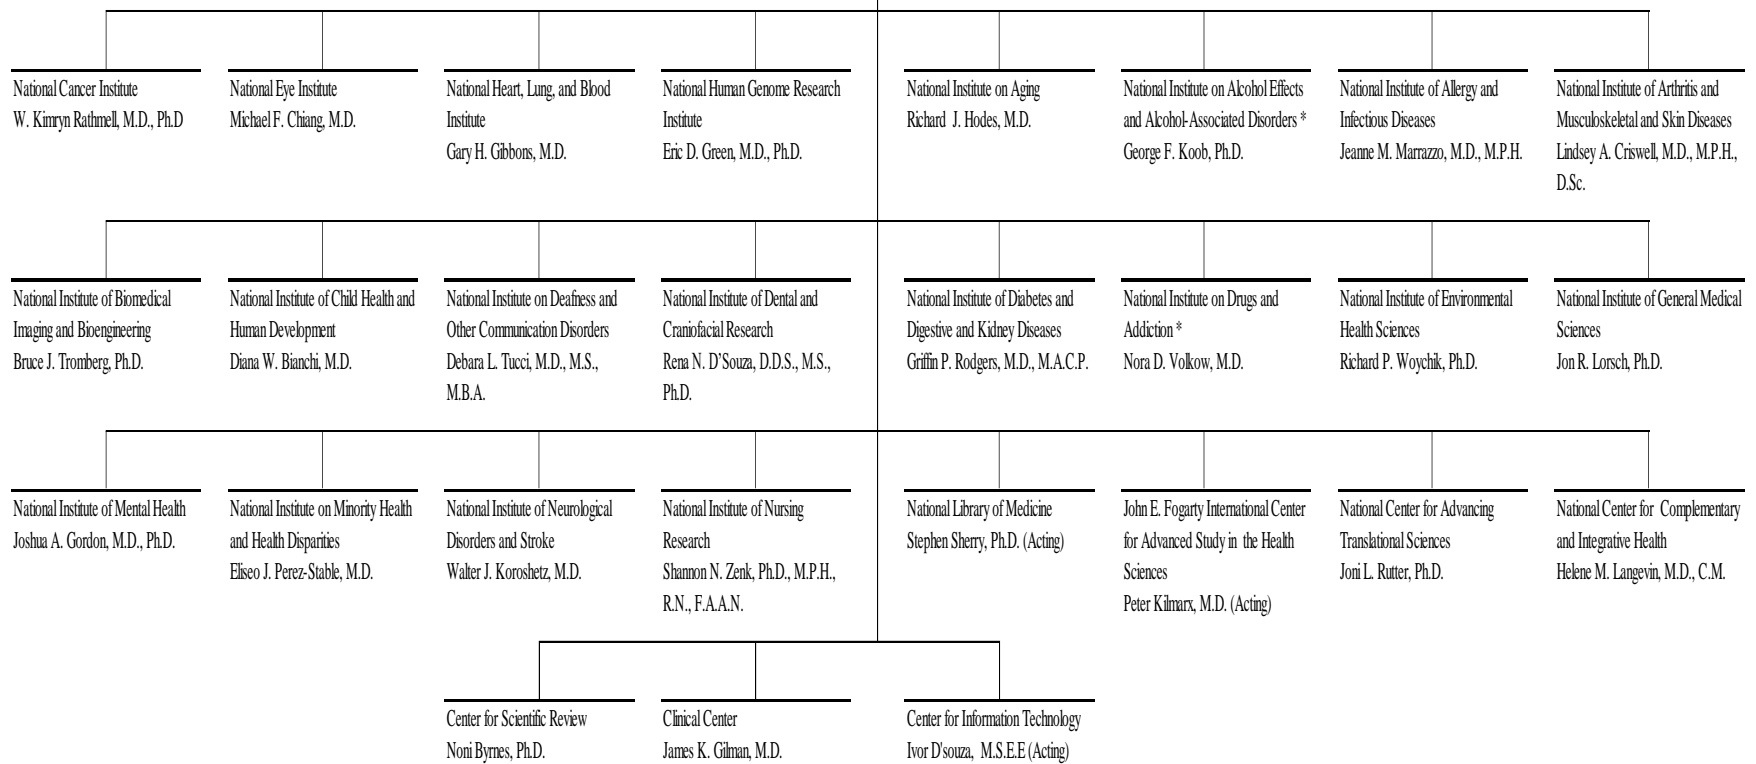 National Cancer Institute
W. Kimryn Rathmell, M.D., Ph.D
National Eye Institute
Michael F. Chiang, M.D.
National Heart, Lung, and Blood
Institute
Gary H. Gibbons, M.D.
National Human Genome Research
Institute
Eric D. Green, M.D., Ph.D.
National Institute on Aging
Richard J. Hodes, M.D.
National Institute on Alcohol Effects
and Alcohol-Associated Disorders *
George F. Koob, Ph.D.
National Institute of Allergy and
Infectious Diseases
Jeanne M. Marrazzo, M.D., M.P.H.
National Institute of Arthritis and
Musculoskeletal and Skin Diseases
Lindsey A. Criswell, M.D., M.P.H.,
D.Sc.
National Institute of Biomedical
Imaging and Bioengineering
Bruce J. Tromberg, Ph.D.
National Institute of Child Health and
Human Development
Diana W. Bianchi, M.D.
National Institute on Deafness and
Other Communication Disorders
Debara L. Tucci, M.D., M.S.,
M.B.A.
National Institute of Dental and
Craniofacial Research
Rena N. D'Souza, D.D.S., M.S.,
Ph.D.
National Institute of Diabetes and
Digestive and Kidney Diseases
Griffin P. Rodgers, M.D., M.A.C.P.
National Institute on Drugs and
Addiction *
Nora D. Volkow, M.D.
National Institute of Environmental
Health Sciences
Richard P. Woychik, Ph.D.
National Institute of General Medical
Sciences
Jon R. Lorsch, Ph.D.
National Institute of Mental Health
Joshua A. Gordon, M.D., Ph.D.
National Institute on Minority Health
and Health Disparities
Eliseo J. Perez-Stable, M.D.
National Institute of Neurological
Disorders and Stroke
Walter J. Koroshetz, M.D.
National Institute of Nursing
Research
Shannon N. Zenk, Ph.D., M.P.H.,
R.N., F.A.A.N.
National Library of Medicine
Stephen Sherry, Ph.D. (Acting)
John E. Fogarty International Center
for Advanced Study in the Health
Sciences
Peter Kilmarx, M.D. (Acting)
National Center for Advancing
Translational Sciences
Joni L. Rutter, Ph.D.
National Center for Complementary
and Integrative Health
Helene M. Langevin, M.D., C.M.
Center for Scientific Review
Noni Byrnes, Ph.D.
Clinical Center
James K. Gilman, M.D.
Center for Information Technology
Ivor D'souza, M.S.E.E (Acting)